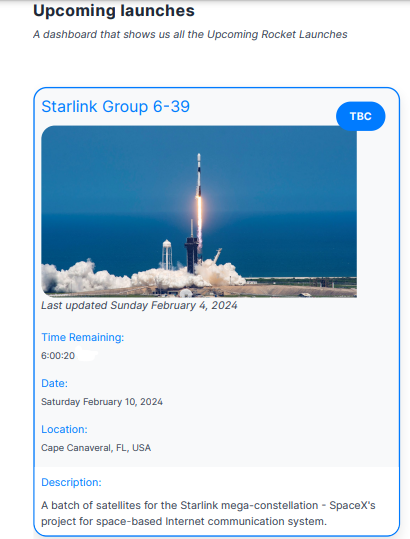 Upcoming launches
A dashboard that shows us all the Upcoming Rocket Launches
Starlink Group 6-39
TBC
Last updated Sunday February 4, 2024
Time Remaining:
6:00:20
Date:
Saturday February 10, 2024
Location:
Cape Canaveral, FL, USA
Description:
A batch of satellites for the Starlink mega-constellation - SpaceX's
project for space-based Internet communication system.